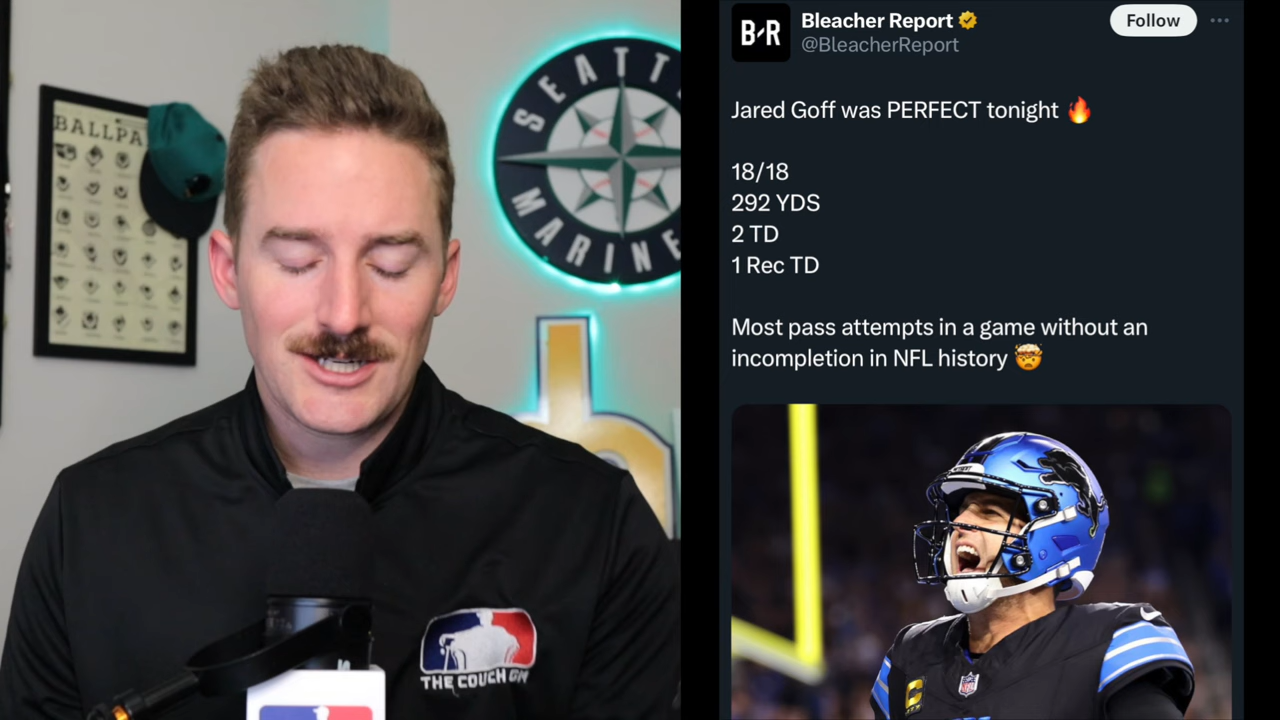 BALLPA
SEATT
MARINE
THE COUCH GM
B/R
Bleacher Report
@BleacherReport
Follow
Jared Goff was PERFECT tonight 🔥
18/18
292 YDS
2 TD
1 Rec TD
Most pass attempts in a game without an
incompletion in NFL history 🤯
C
NFL